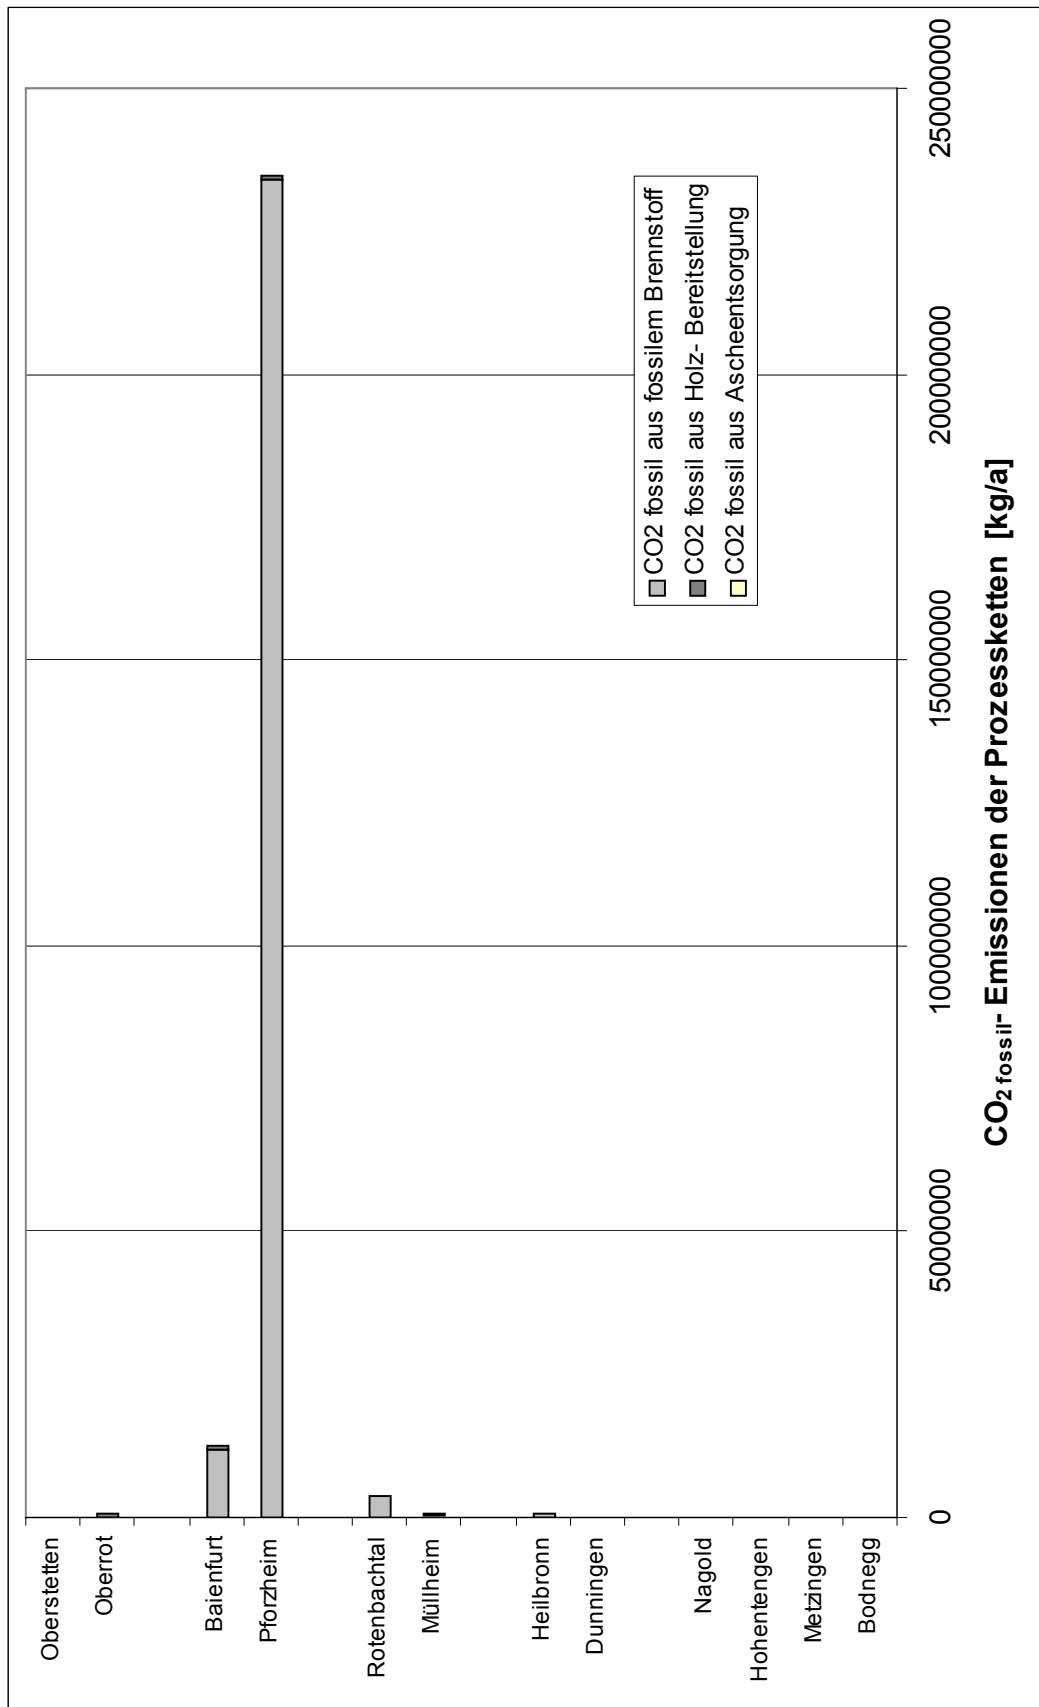 Oberstetten
Oberrot
Baienfurt
Pforzheim
Rotenbachtal
Müllheim
Heilbronn
Dunningen
Nagold
Hohentengen
Metzingen
Bodnegg
CO2 fossil aus fossilem Brennstoff
CO2 fossil aus Holz- Bereitstellung
CO2 fossil aus Ascheentsorgung
0
50000000
100000000
150000000
200000000
250000000
CO2 fossil- Emissionen der Prozessketten [kg/a]